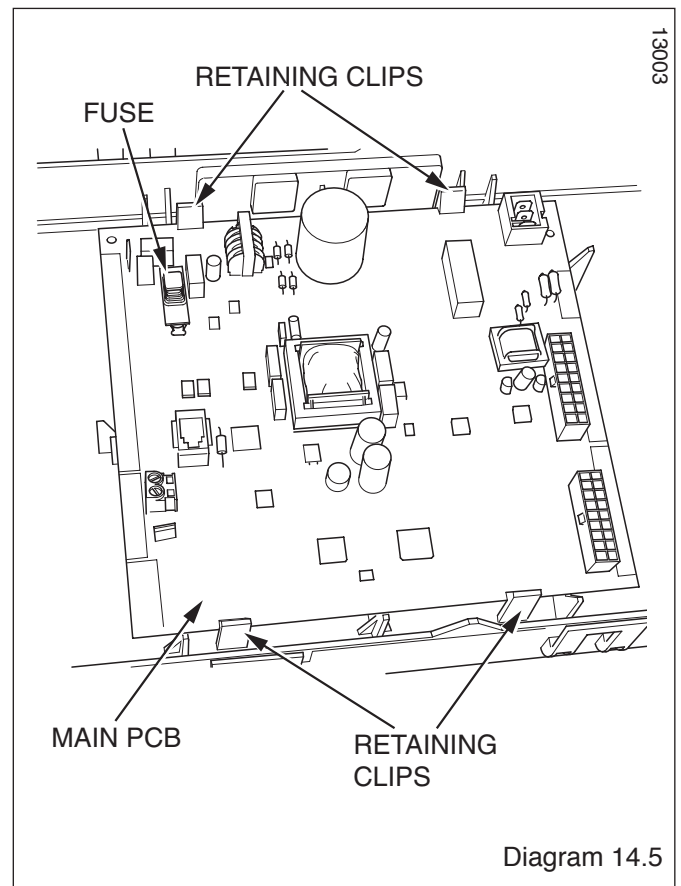 13003
RETAINING CLIPS
FUSE
MAIN PCB
RETAINING
CLIPS
Diagram 14.5